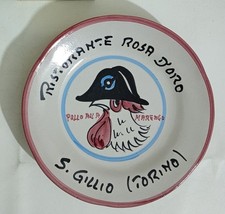 RISTORANTE ROSA D'ORO
POLLO ALLA MARENGO
S. GILLIO (TORINO)